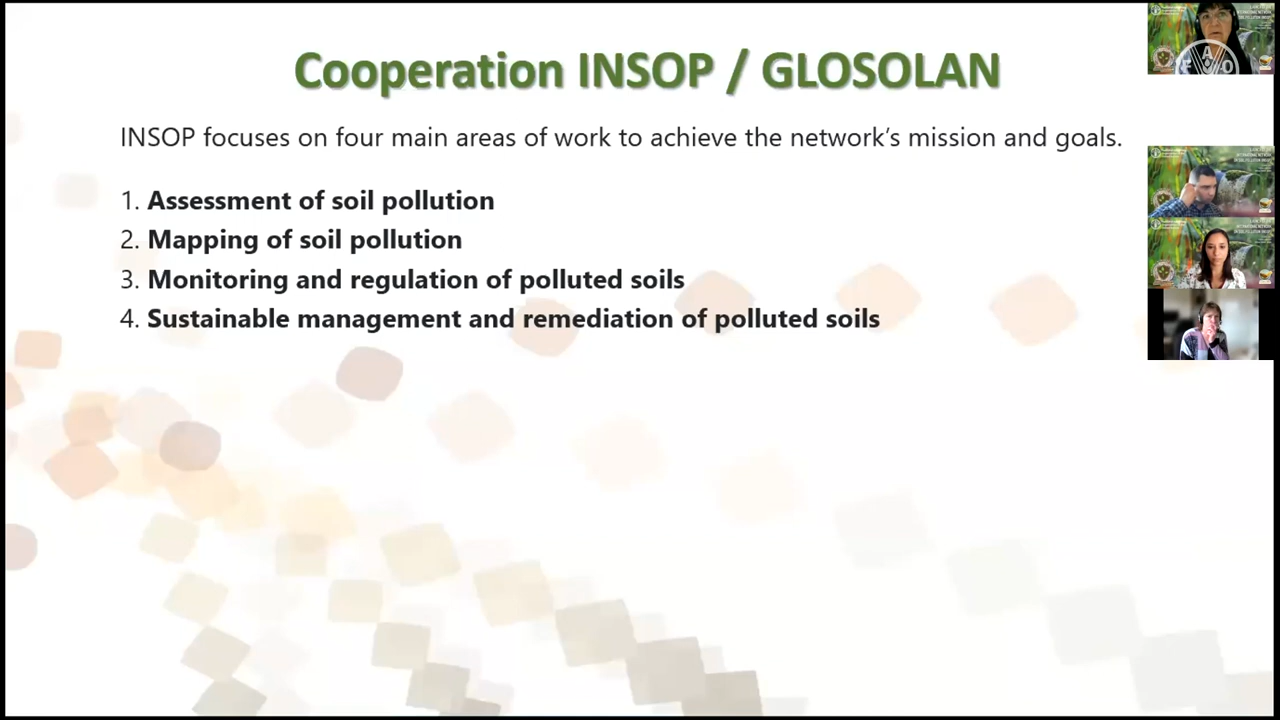 Cooperation INSOP / GLOSOLAN
INSOP focuses on four main areas of work to achieve the network’s mission and goals.
1. Assessment of soil pollution
2. Mapping of soil pollution
3. Monitoring and regulation of polluted soils
4. Sustainable management and remediation of polluted soils